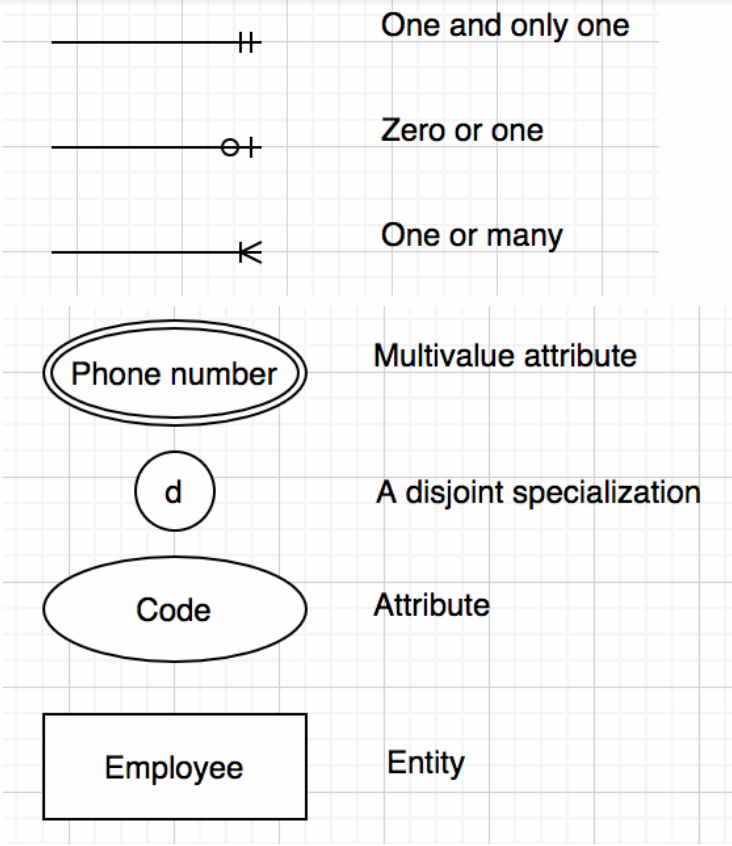 One and only one
Zero or one
One or many
Phone number
Multivalue attribute
d
A disjoint specialization
Code
Attribute
Employee
Entity